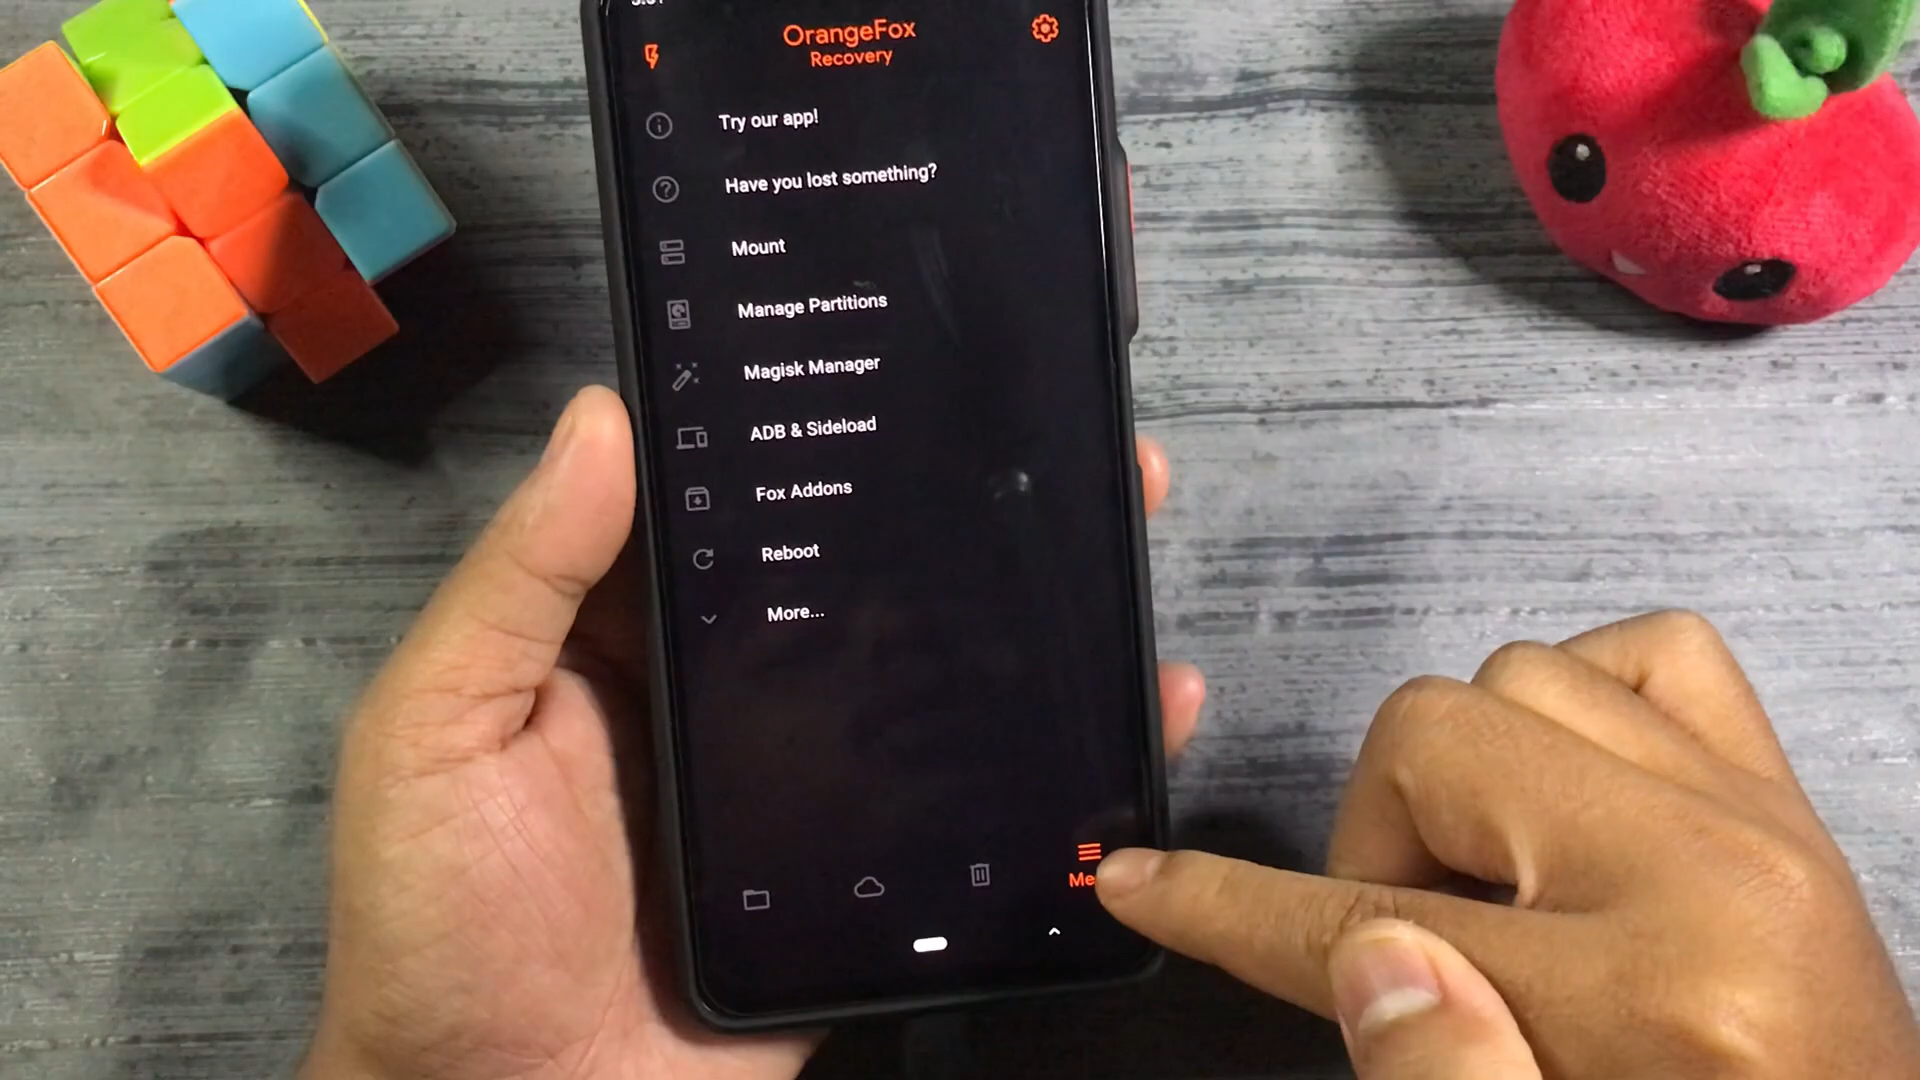 OrangeFox
Recovery
Try our app!
Have you lost something?
Mount
Manage Partitions
Magisk Manager
ADB & Sideload
Fox Addons
Reboot
More...